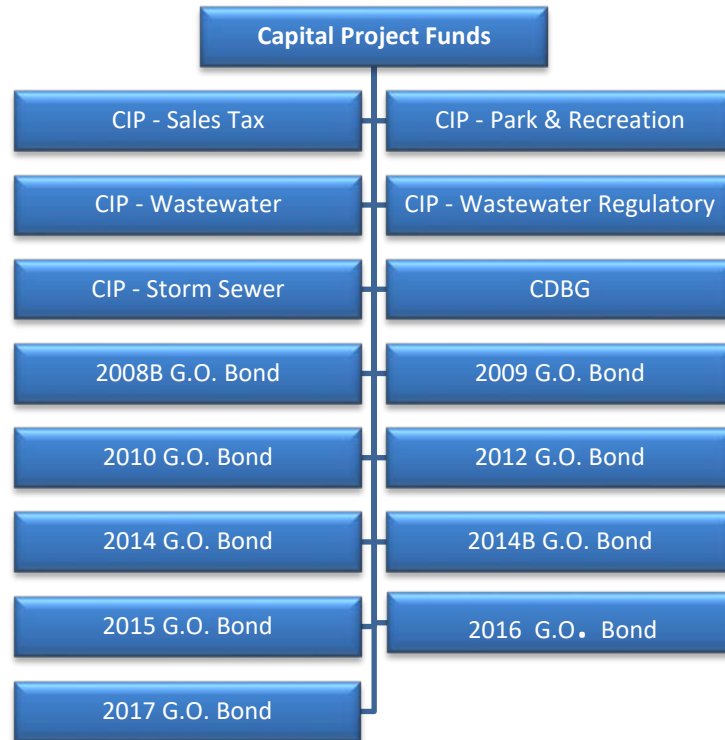 Capital Project Funds
CIP - Sales Tax
CIP - Park & Recreation
CIP - Wastewater
CIP - Wastewater Regulatory
CIP - Storm Sewer
CDBG
2008B G.O. Bond
2009 G.O. Bond
2010 G.O. Bond
2012 G.O. Bond
2014 G.O. Bond
2014B G.O. Bond
2015 G.O. Bond
2016 G.O. Bond
2017 G.O. Bond